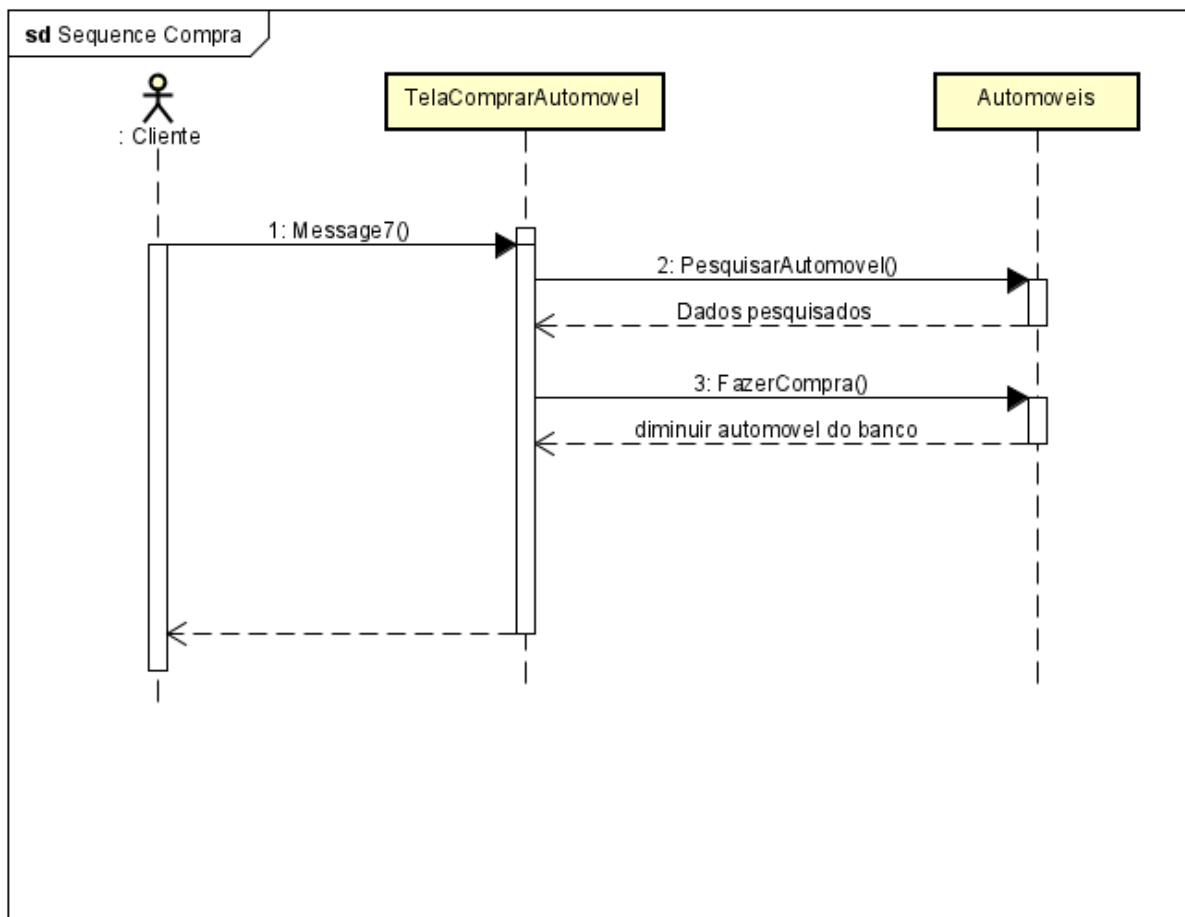 sd Sequence Compra
: Cliente
TelaComprarAutomovel
Automoveis
1: Message7()
2: PesquisarAutomovel()
Dados pesquisados
3: FazerCompra()
diminuir automovel do banco